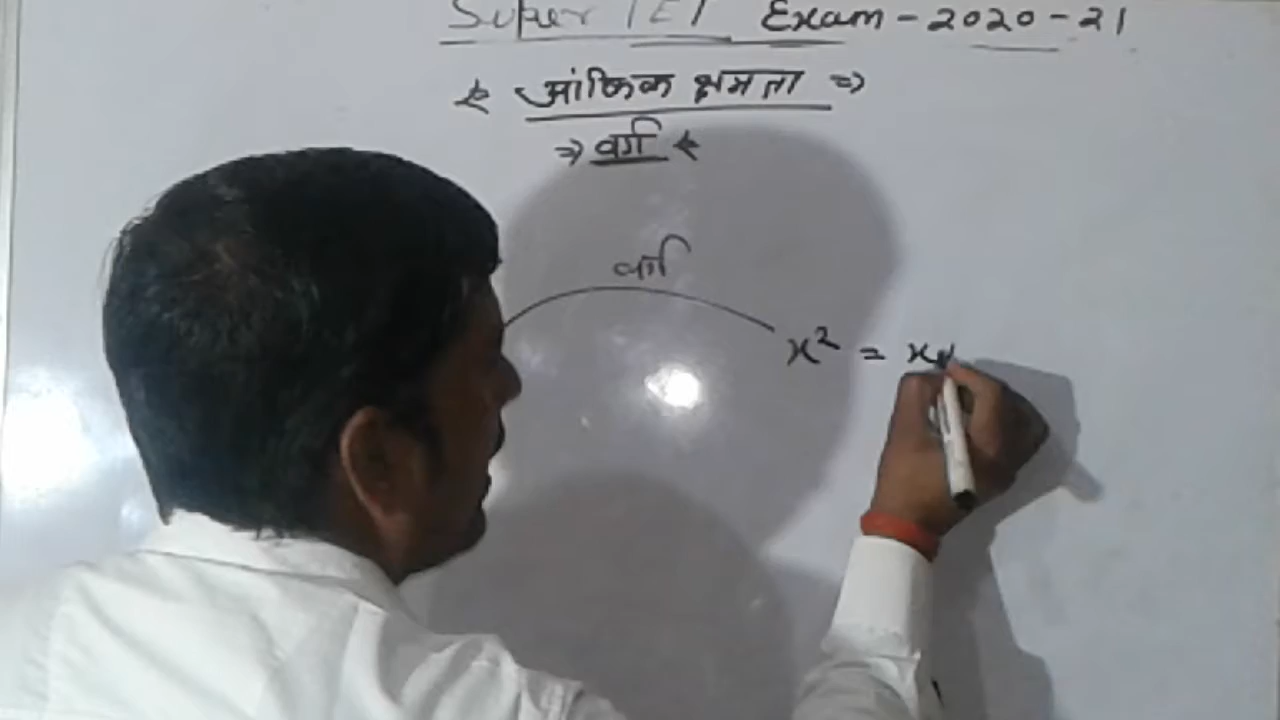 Super TET Exam - 2020-21
← आंकिक क्षमता ⇒
⇒ वर्ग ←
वर्ग
x² = x×